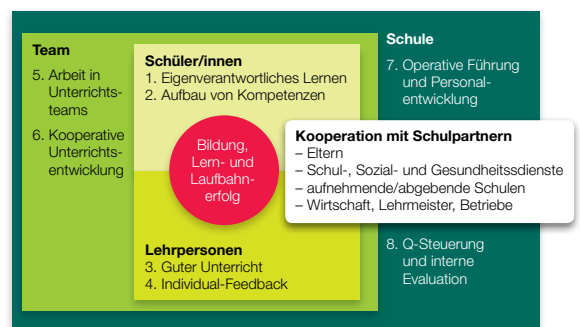 Team
5. Arbeit in
Unterrichts-
teams
6. Kooperative
Unterrichts-
entwicklung
Schüler/innen
1. Eigenverantwortliches Lernen
2. Aufbau von Kompetenzen
Bildung,
Lern- und
Laufbahn-
erfolg
Lehrpersonen
3. Guter Unterricht
4. Individual-Feedback
Schule
7. Operative Führung
und Personal-
entwicklung
Kooperation mit Schulpartnern
– Eltern
– Schul-, Sozial- und Gesundheitssdienste
– aufnehmende/abgebende Schulen
– Wirtschaft, Lehrmeister, Betriebe
8. Q-Steuerung
und interne
Evaluation